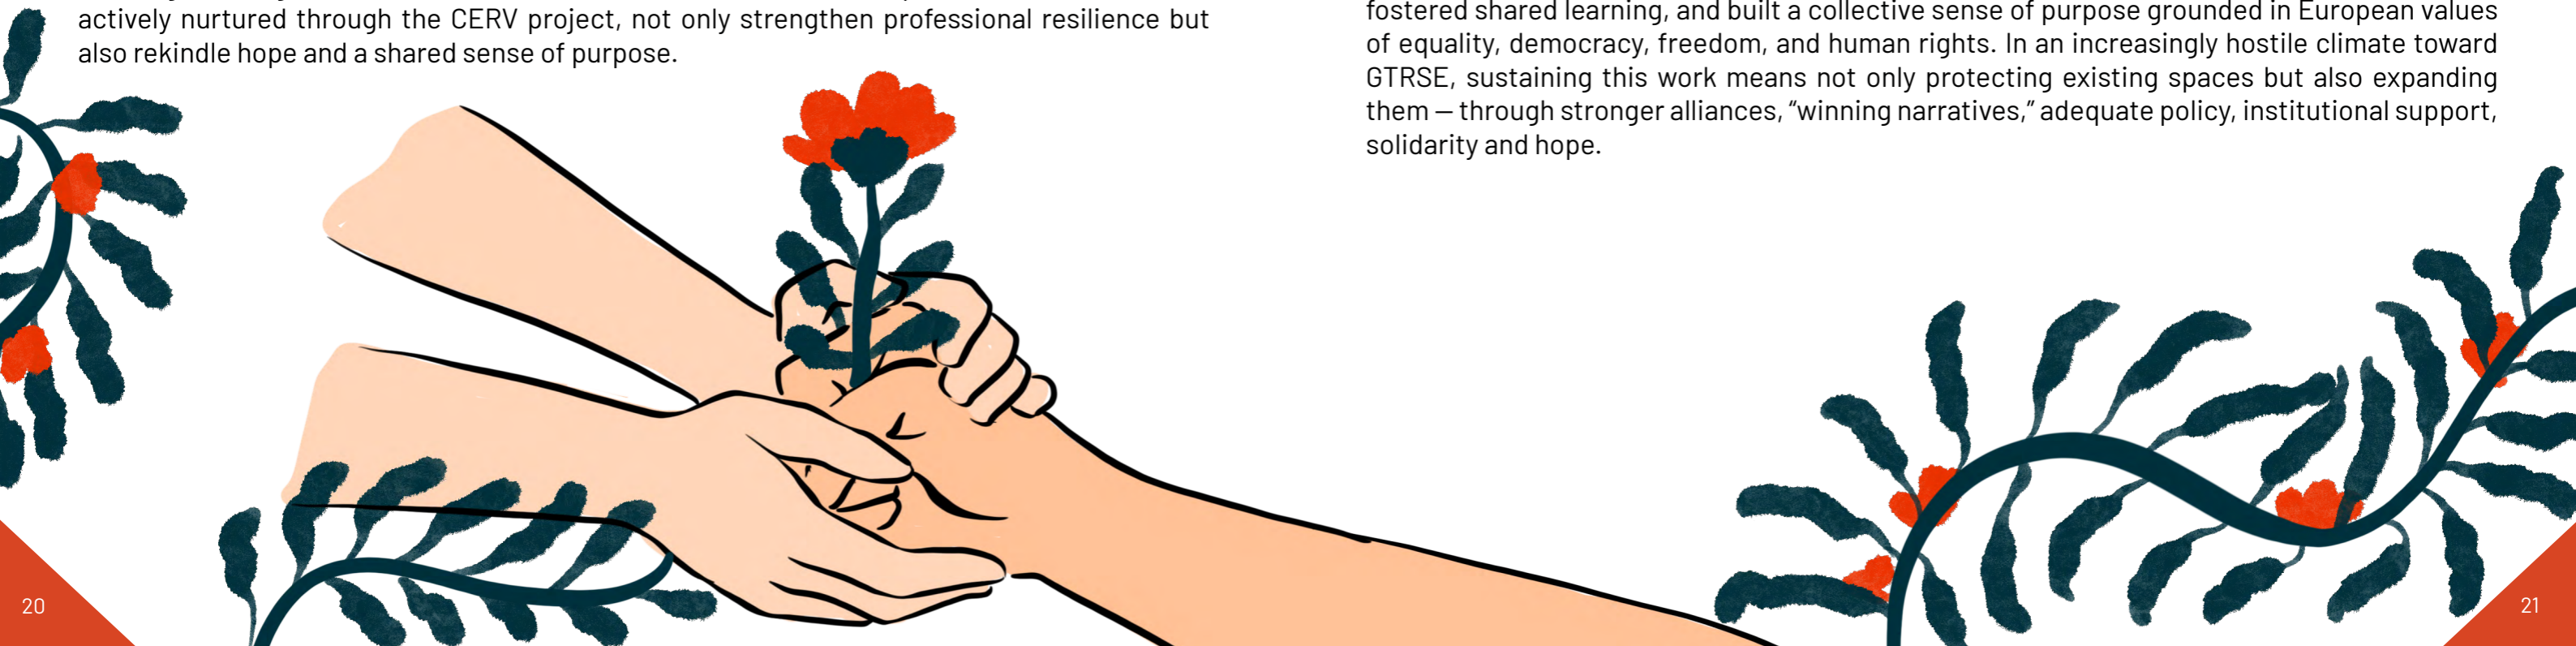 actively nurtured through the CERV project, not only strengthen professional resilience but
also rekindle hope and a shared sense of purpose.
fostered shared learning, and built a collective sense of purpose grounded in European values
of equality, democracy, freedom, and human rights. In an increasingly hostile climate toward
GTRSE, sustaining this work means not only protecting existing spaces but also expanding
them — through stronger alliances, “winning narratives,” adequate policy, institutional support,
solidarity and hope.
20
21